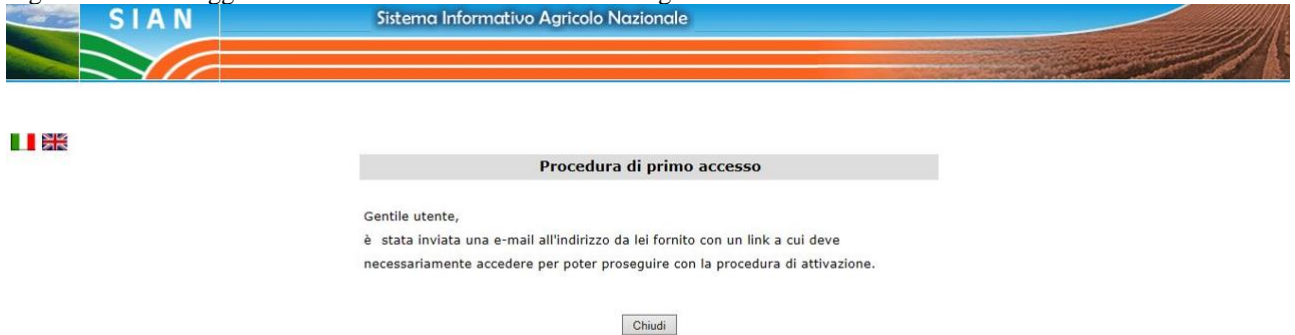 SIAN
Sistema Informativo Agricolo Nazionale
Procedura di primo accesso
Gentile utente,
è stata inviata una e-mail all'indirizzo da lei fornito con un link a cui deve
necessariamente accedere per poter proseguire con la procedura di attivazione.
Chiudi